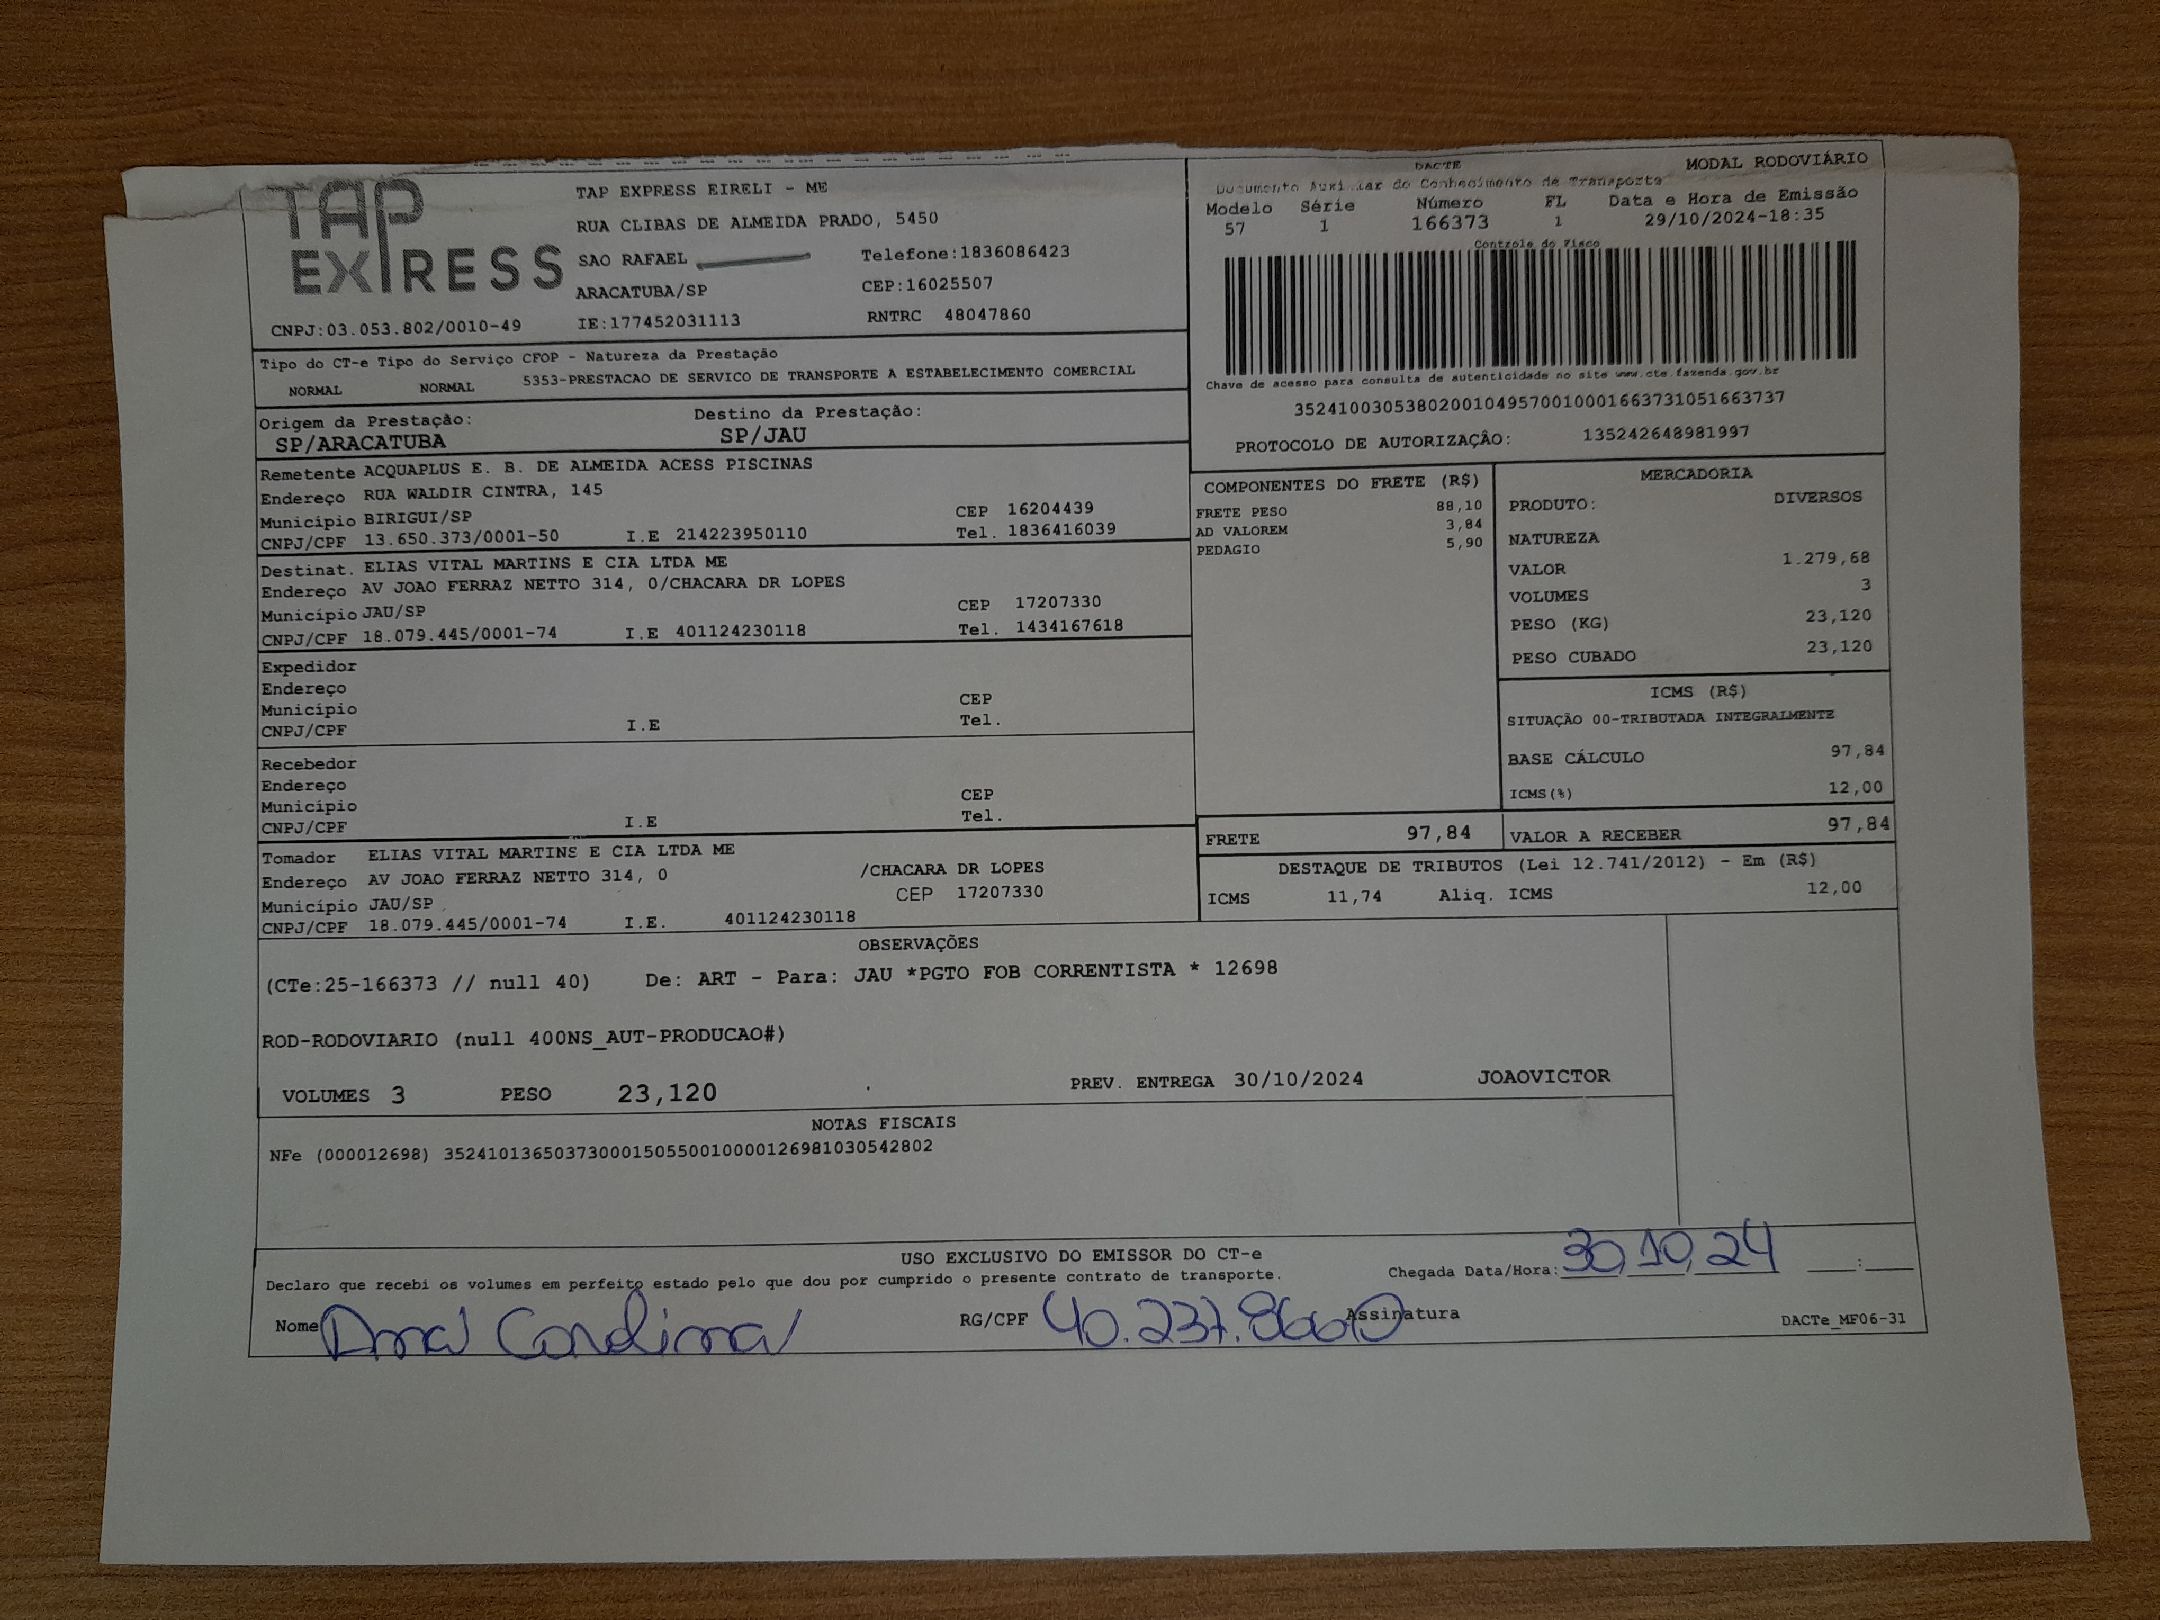 TAP EXPRESS
TAP EXPRESS EIRELI - ME
RUA CLIBAS DE ALMEIDA PRADO, 5450
SAO RAFAEL Telefone:1836086423
ARACATUBA/SP CEP:16025507
CNPJ:03.053.802/0010-49 IE:177452031113 RNTRC 48047860
DACTE MODAL RODOVIÁRIO
Documento Auxiliar do Conhecimento de Transporte
Modelo Série Número FL Data e Hora de Emissão
57 1 166373 1 29/10/2024-18:35
Controle do Fisco
Chave de acesso para consulta de autenticidade no site www.cte.fazenda.gov.br
35241003053802001049570010001663731051663737
PROTOCOLO DE AUTORIZAÇÃO: 135242648981997
Tipo do CT-e Tipo do Serviço CFOP - Natureza da Prestação
NORMAL NORMAL 5353-PRESTACAO DE SERVICO DE TRANSPORTE A ESTABELECIMENTO COMERCIAL
Origem da Prestação: Destino da Prestação:
SP/ARACATUBA SP/JAU
Remetente ACQUAPLUS E. B. DE ALMEIDA ACESS PISCINAS
Endereço RUA WALDIR CINTRA, 145
Município BIRIGUI/SP CEP 16204439
CNPJ/CPF 13.650.373/0001-50 I.E 214223950110 Tel. 1836416039
Destinat. ELIAS VITAL MARTINS E CIA LTDA ME
Endereço AV JOAO FERRAZ NETTO 314, 0/CHACARA DR LOPES
Município JAU/SP CEP 17207330
CNPJ/CPF 18.079.445/0001-74 I.E 401124230118 Tel. 1434167618
Expedidor
Endereço
Município CEP
CNPJ/CPF I.E Tel.
Recebedor
Endereço
Município CEP
CNPJ/CPF I.E Tel.
Tomador ELIAS VITAL MARTINS E CIA LTDA ME
Endereço AV JOAO FERRAZ NETTO 314, 0 /CHACARA DR LOPES
Município JAU/SP CEP 17207330
CNPJ/CPF 18.079.445/0001-74 I.E. 401124230118
COMPONENTES DO FRETE (R$)
FRETE PESO 88,10
AD VALOREM 3,84
PEDAGIO 5,90
MERCADORIA
PRODUTO: DIVERSOS
NATUREZA
VALOR 1.279,68
VOLUMES 3
PESO (KG) 23,120
PESO CUBADO 23,120
ICMS (R$)
SITUAÇÃO 00-TRIBUTADA INTEGRALMENTE
BASE CÁLCULO 97,84
ICMS(%) 12,00
FRETE 97,84 VALOR A RECEBER 97,84
DESTAQUE DE TRIBUTOS (Lei 12.741/2012) - Em (R$)
ICMS 11,74 Aliq. ICMS 12,00
OBSERVAÇÕES
(CTe:25-166373 // null 40) De: ART - Para: JAU *PGTO FOB CORRENTISTA * 12698
ROD-RODOVIARIO (null 400NS_AUT-PRODUCAO#)
VOLUMES 3 PESO 23,120 PREV. ENTREGA 30/10/2024 JOAOVICTOR
NOTAS FISCAIS
NFe (000012698) 35241013650373000150550010000126981030542802
USO EXCLUSIVO DO EMISSOR DO CT-e
Declaro que recebi os volumes em perfeito estado pelo que dou por cumprido o presente contrato de transporte. Chegada Data/Hora: 30 10 24 :
Nome Ana Carolina RG/CPF 40.237.866 Assinatura DACTe_MF06-31